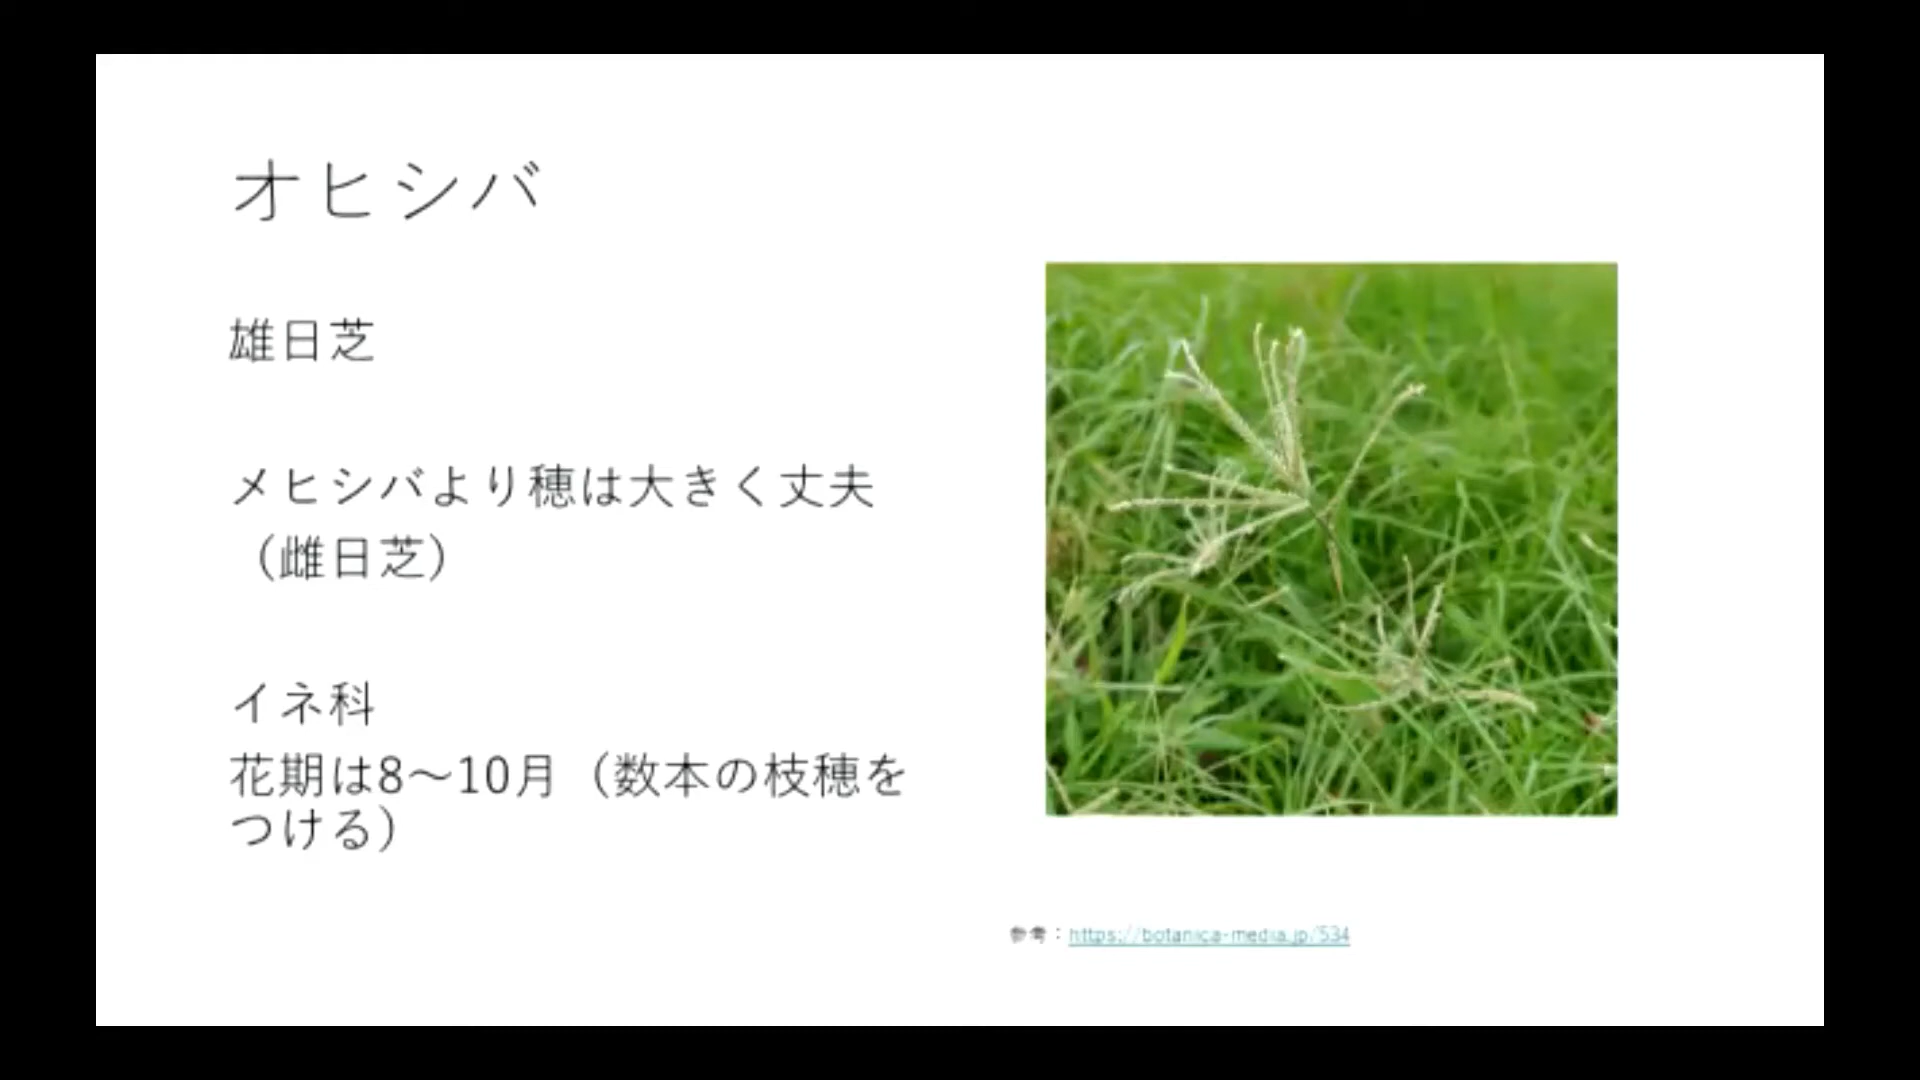 オヒシバ
雄日芝
メヒシバより穂は大きく丈夫
（雌日芝）
イネ科
花期は8～10月（数本の枝穂を
つける）
参考：https://botanica-media.jp/534